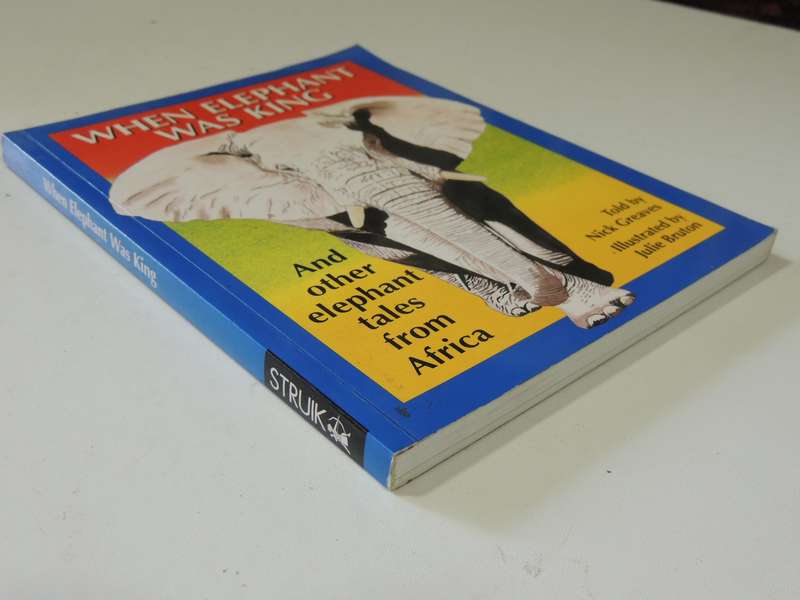 WHEN ELEPHANT
WAS KING
And
other
elephant
tales
from
Africa
Told by
Nick Greaves
Illustrated by
Julie Bruton
When Elephant Was King
STRUIK